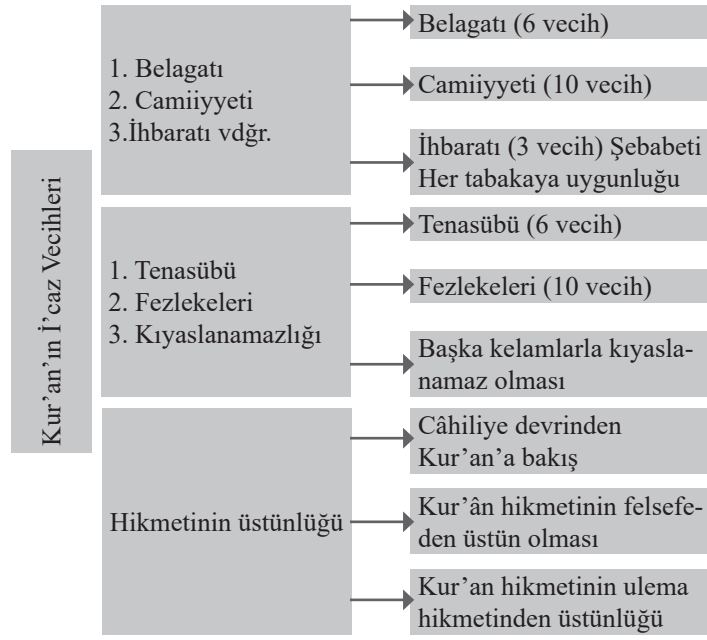 Kur’an’ın İ’caz Vecihleri
1. Belagatı
2. Camiiyyeti
3.İhbaratı vdğr.
Belagatı (6 vecih)
Camiiyyeti (10 vecih)
İhbaratı (3 vecih) Şebabeti
Her tabakaya uygunluğu
1. Tenasübü
2. Fezlekeleri
3. Kıyaslanamazlığı
Tenasübü (6 vecih)
Fezlekeleri (10 vecih)
Başka kelamlarla kıyasla-
namaz olması
Hikmetinin üstünlüğü
Câhiliye devrinden
Kur’an’a bakış
Kur’ân hikmetinin felsefe-
den üstün olması
Kur’an hikmetinin ulema
hikmetinden üstünlüğü